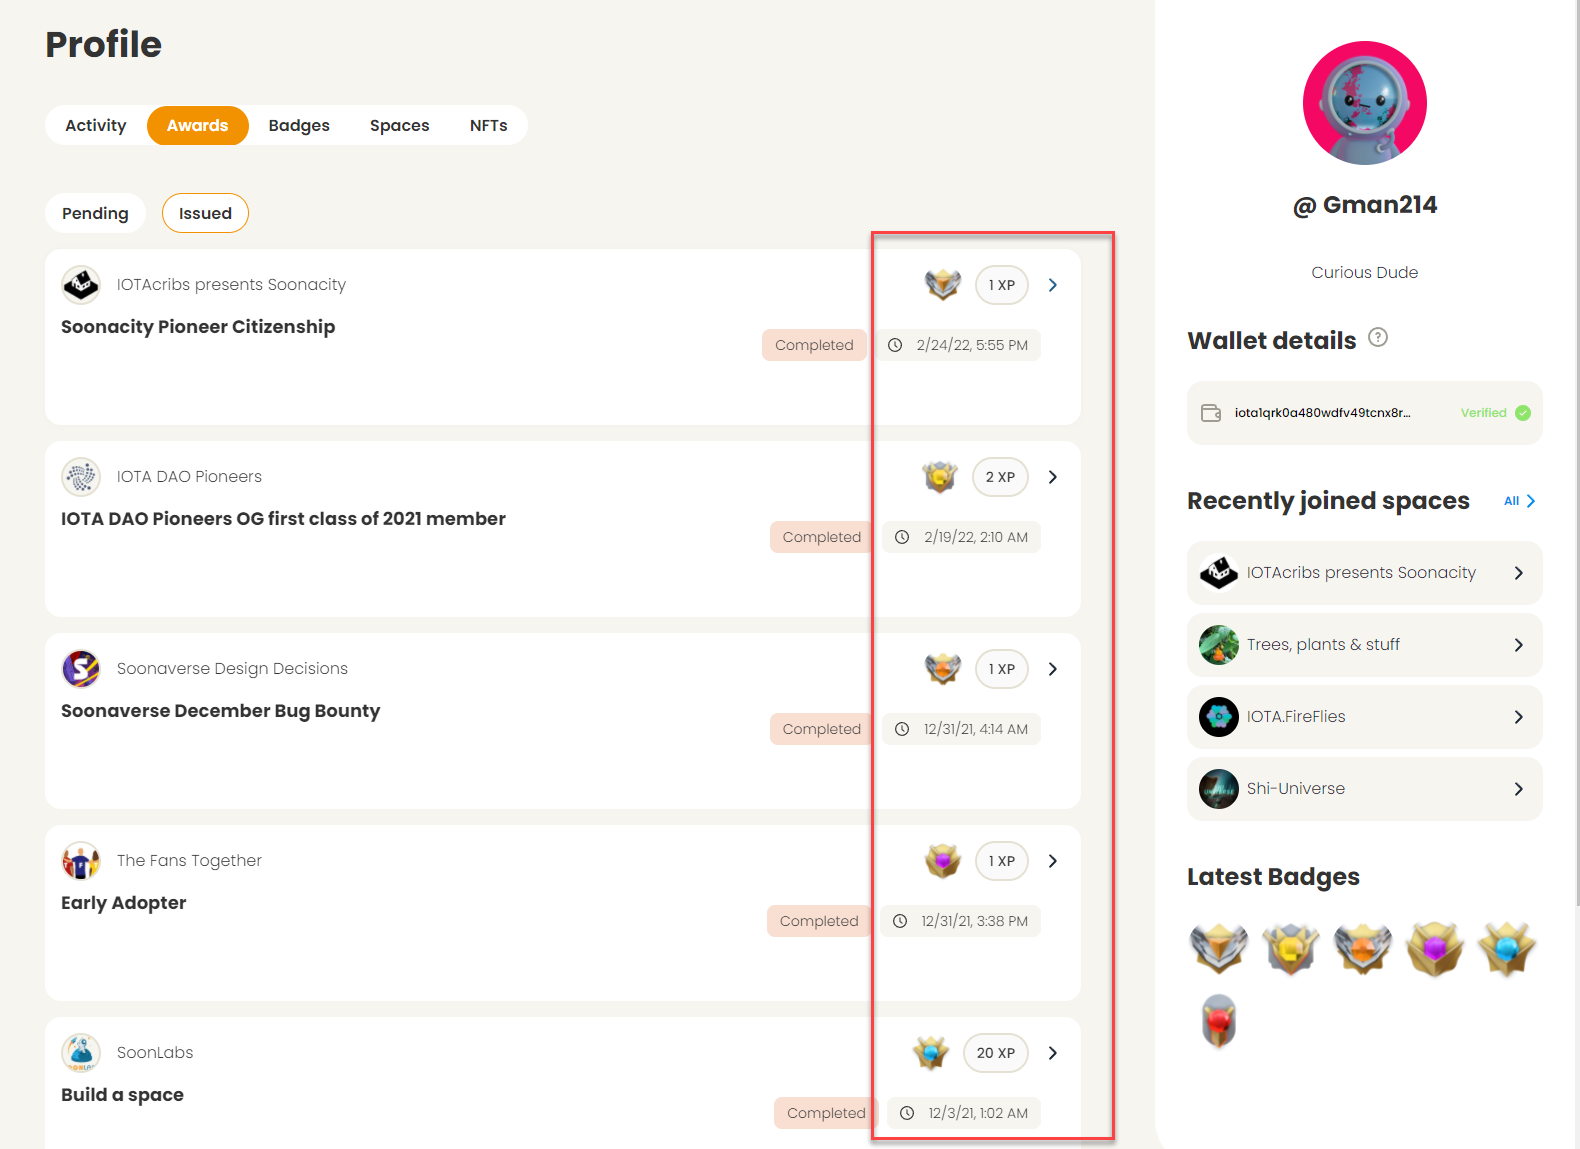 Profile
Activity
Awards
Badges
Spaces
NFTs
Pending
Issued
IOTAcribs presents Soonacity
1 XP
Soonacity Pioneer Citizenship
Completed
2/24/22, 5:55 PM
IOTA DAO Pioneers
2 XP
IOTA DAO Pioneers OG first class of 2021 member
Completed
2/19/22, 2:10 AM
Soonaverse Design Decisions
1 XP
Soonaverse December Bug Bounty
Completed
12/31/21, 4:14 AM
The Fans Together
1 XP
Early Adopter
Completed
12/31/21, 3:38 PM
SoonLabs
20 XP
Build a space
Completed
12/3/21, 1:02 AM
@ Gman214
Curious Dude
Wallet details
?
iota1qrk0a480wdfv49tcnx8r...
Verified
Recently joined spaces
All
IOTAcribs presents Soonacity
Trees, plants & stuff
IOTA.FireFlies
Shi-Universe
Latest Badges